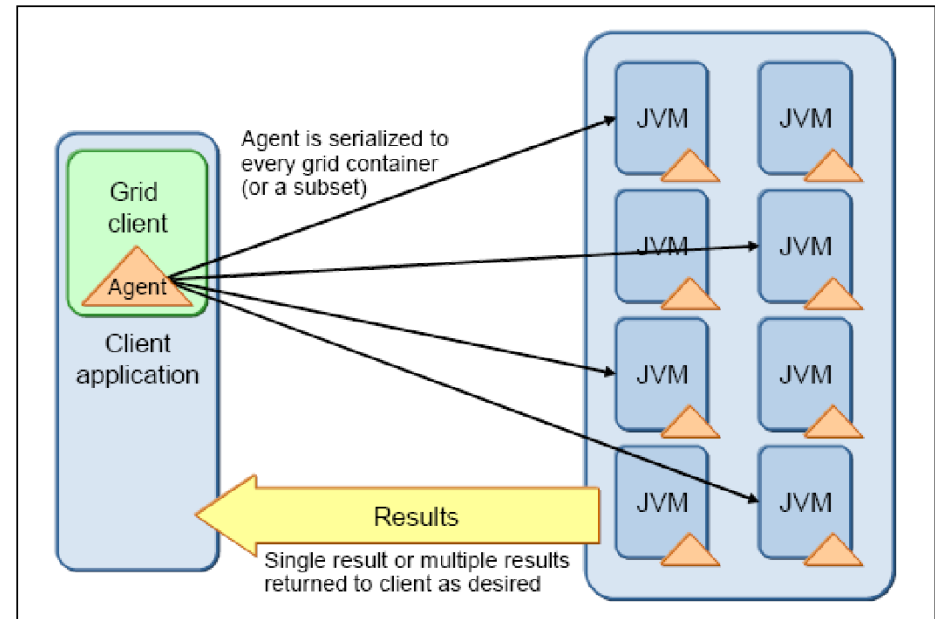 Agent is serialized to
every grid container
(or a subset)
Grid
client
Agent
Client
application
JVM
JVM
JVM
JVM
JVM
JVM
JVM
JVM
Results
Single result or multiple results
returned to client as desired